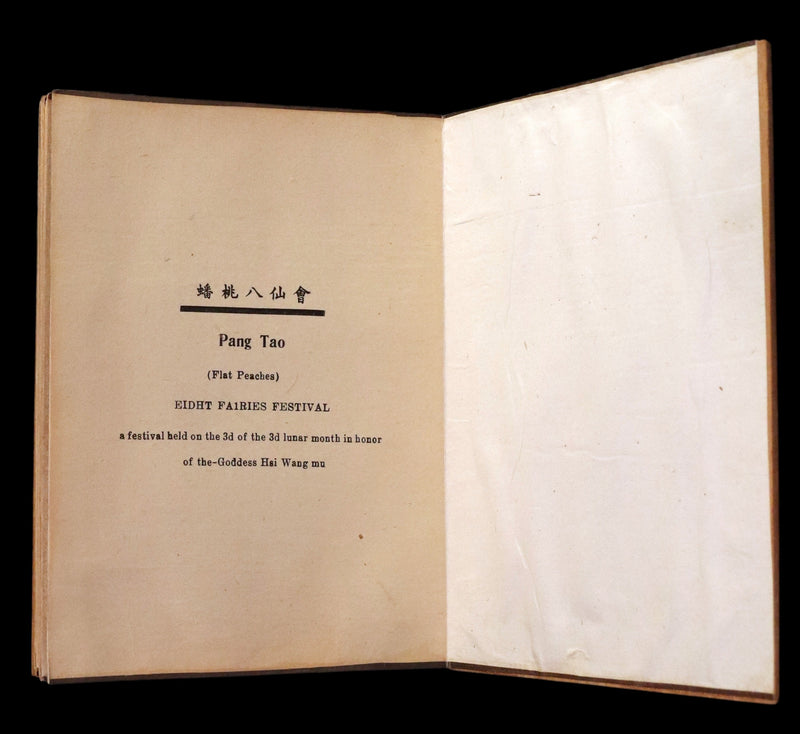 蟠桃八仙會
Pang Tao
(Flat Peaches)
EIDHT FA1RIES FESTIVAL
a festival held on the 3d of the 3d lunar month in honor
of the-Goddess Hsi Wang mu